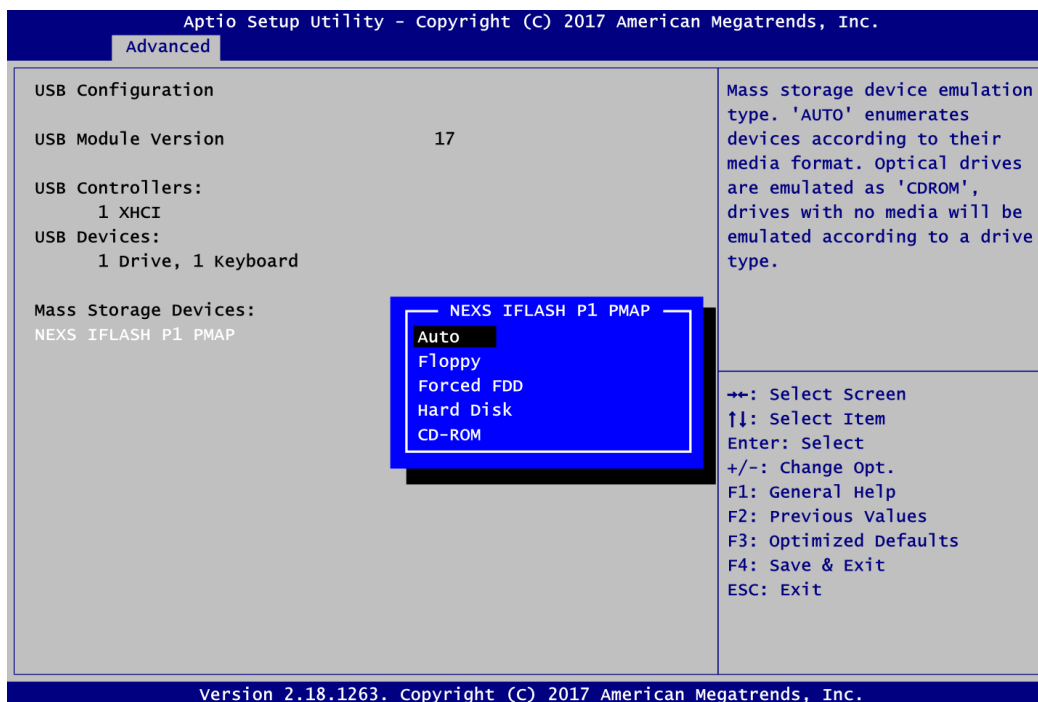 Aptio Setup Utility - Copyright (C) 2017 American Megatrends, Inc.
Advanced
USB Configuration
USB Module Version 17
USB Controllers:
1 XHCI
USB Devices:
1 Drive, 1 Keyboard
Mass Storage Devices:
NEXS IFLASH P1 PMAP
NEXS IFLASH P1 PMAP
Auto
Floppy
Forced FDD
Hard Disk
CD-ROM
Mass storage device emulation
type. 'AUTO' enumerates
devices according to their
media format. Optical drives
are emulated as 'CDROM',
drives with no media will be
emulated according to a drive
type.
→←: Select Screen
↑↓: Select Item
Enter: Select
+/-: Change Opt.
F1: General Help
F2: Previous Values
F3: Optimized Defaults
F4: Save & Exit
ESC: Exit
Version 2.18.1263. Copyright (C) 2017 American Megatrends, Inc.